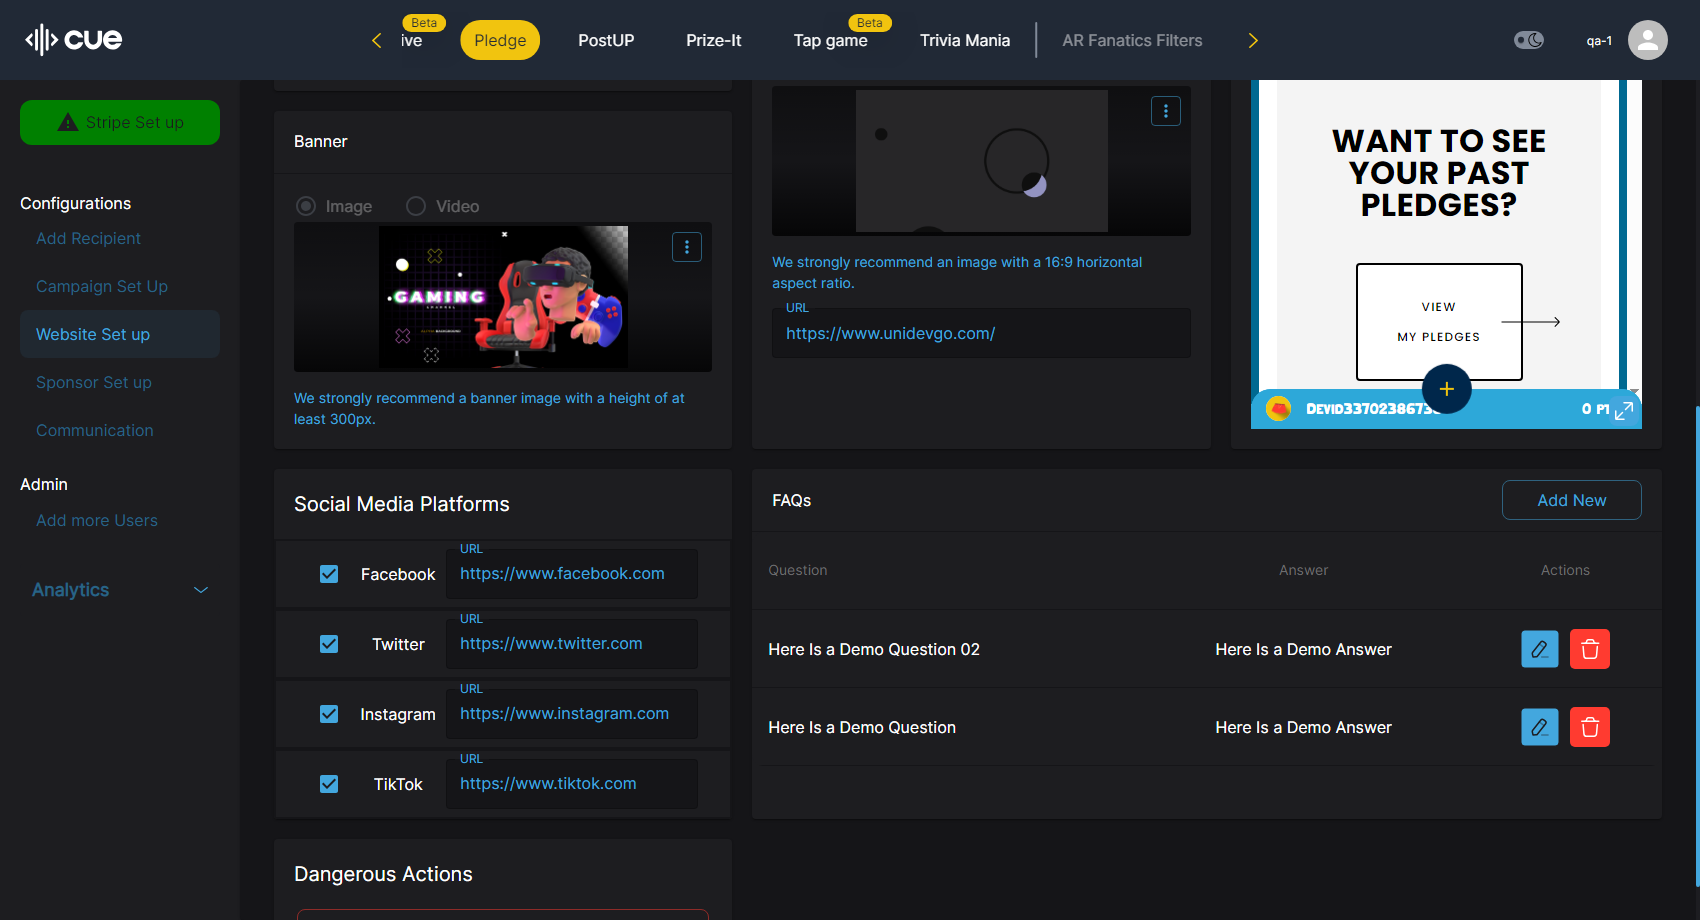 cue
Beta
ive
Pledge
PostUP
Prize-It
Beta
Tap game
Trivia Mania
AR Fanatics Filters
qa-1
Stripe Set up
Configurations
Add Recipient
Campaign Set Up
Website Set up
Sponsor Set up
Communication
Admin
Add more Users
Analytics
Banner
Image
Video
GAMING
We strongly recommend a banner image with a height of at
least 300px.
We strongly recommend an image with a 16:9 horizontal
aspect ratio.
URL
https://www.unidevgo.com/
WANT TO SEE
YOUR PAST
PLEDGES?
VIEW
MY PLEDGES
0 PT
Social Media Platforms
Facebook
URL
https://www.facebook.com
Twitter
URL
https://www.twitter.com
Instagram
URL
https://www.instagram.com
TikTok
URL
https://www.tiktok.com
FAQs
Add New
Question
Answer
Actions
Here Is a Demo Question 02
Here Is a Demo Answer
Here Is a Demo Question
Here Is a Demo Answer
Dangerous Actions